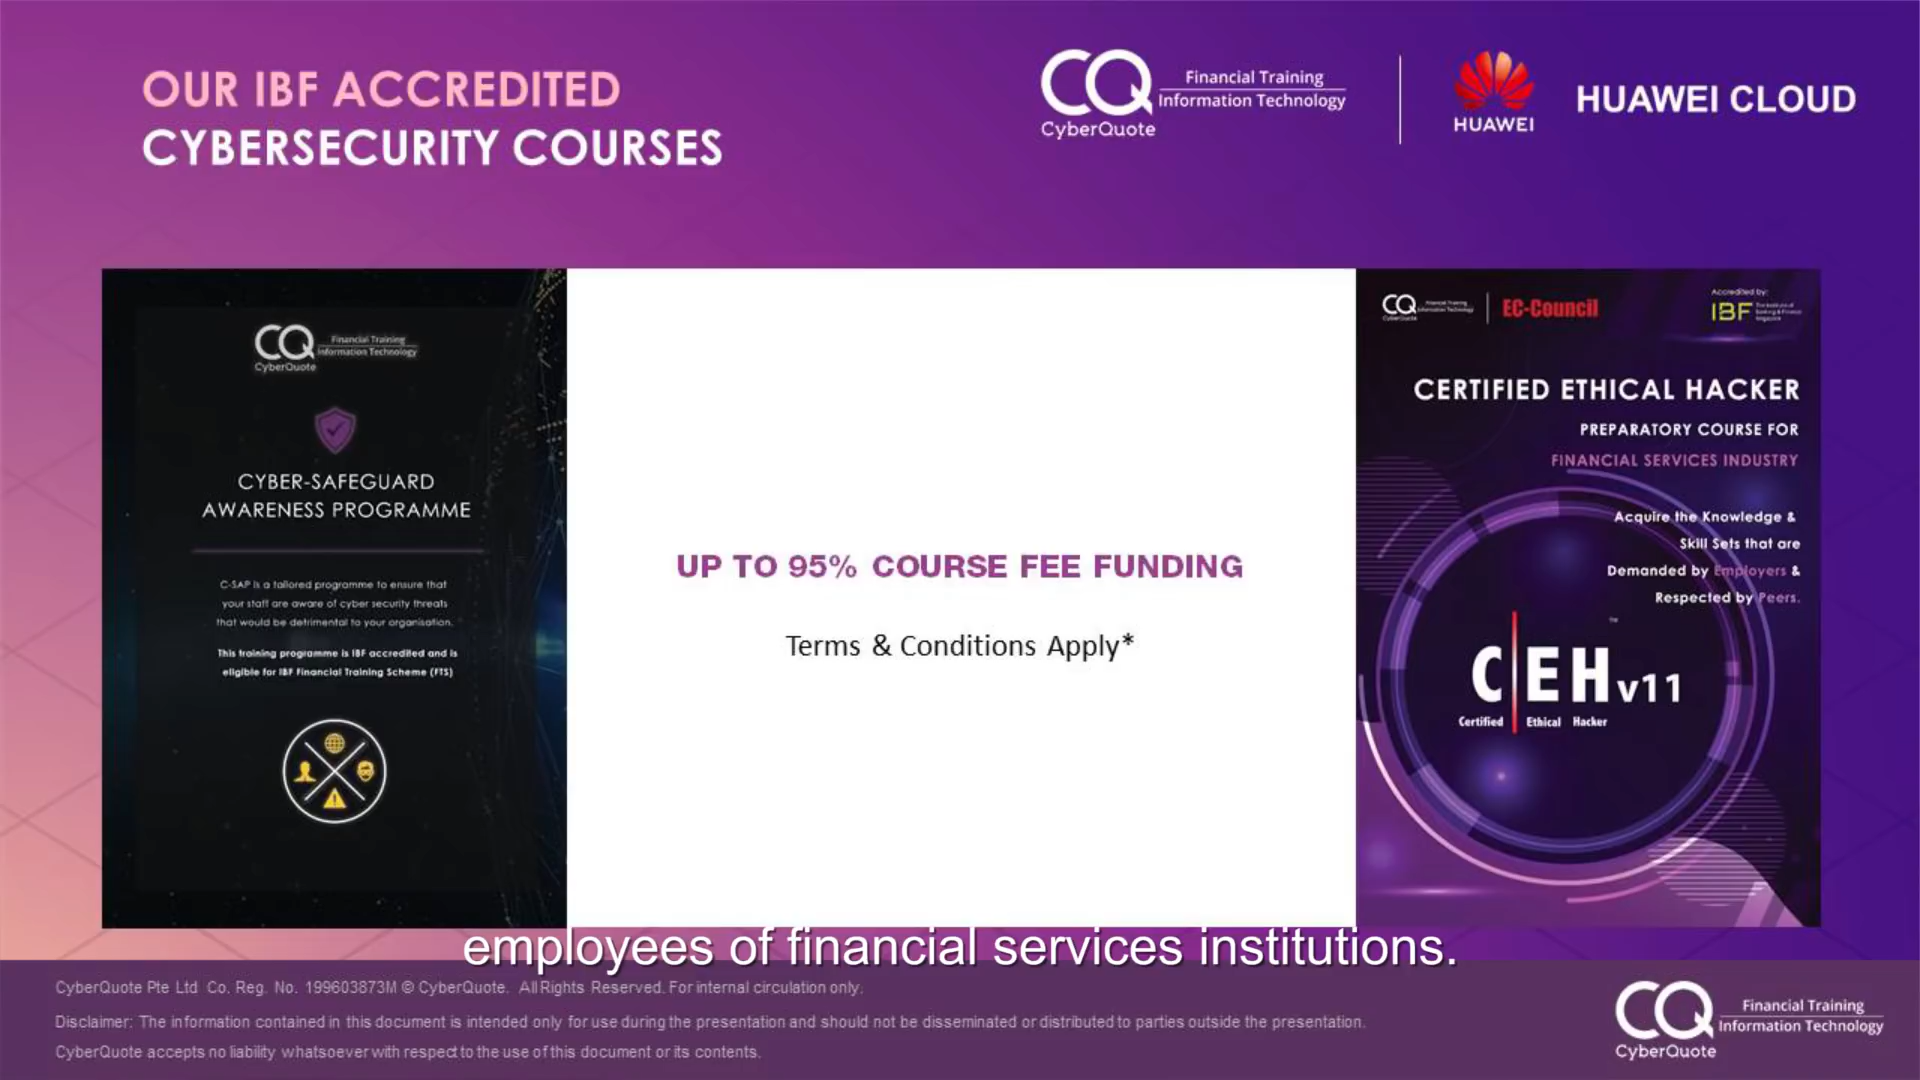 OUR IBF ACCREDITED
CYBERSECURITY COURSES
CQ
CyberQuote
Financial Training
Information Technology
HUAWEI
HUAWEI CLOUD
CQ
CyberQuote
Financial Training
Information Technology
CYBER-SAFEGUARD
AWARENESS PROGRAMME
C-SAP is a tailored programme to ensure that
your staff are aware of cyber security threats
that would be detrimental to your organisation.
This training programme is IBF accredited and is
eligible for IBF Financial Training Scheme (FTS)
UP TO 95% COURSE FEE FUNDING
Terms & Conditions Apply*
CQ
CyberQuote
Financial Training
Information Technology
EC-Council
Accredited by:
IBF
CERTIFIED ETHICAL HACKER
PREPARATORY COURSE FOR
FINANCIAL SERVICES INDUSTRY
Acquire the Knowledge &
Skill Sets that are
Demanded by Employers &
Respected by Peers.
CEH v11
Certified Ethical Hacker
employees of financial services institutions.
CyberQuote Pte Ltd Co. Reg. No. 199603873M © CyberQuote. All Rights Reserved. For internal circulation only.
Disclaimer: The information contained in this document is intended only for use during the presentation and should not be disseminated or distributed to parties outside the presentation.
CyberQuote accepts no liability whatsoever with respect to the use of this document or its contents.
CQ
CyberQuote
Financial Training
Information Technology